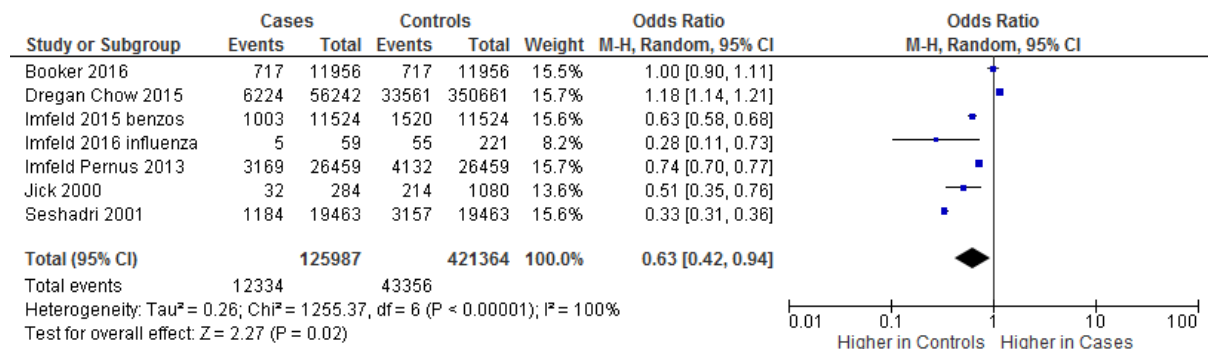 Cases Controls Odds Ratio Odds Ratio
Study or Subgroup Events Total Events Total Weight M-H, Random, 95% CI M-H, Random, 95% CI
Booker 2016 717 11956 717 11956 15.5% 1.00 [0.90, 1.11]
Dregan Chow 2015 6224 56242 33561 350661 15.7% 1.18 [1.14, 1.21]
Imfeld 2015 benzos 1003 11524 1520 11524 15.6% 0.63 [0.58, 0.68]
Imfeld 2016 influenza 5 59 55 221 8.2% 0.28 [0.11, 0.73]
Imfeld Pernus 2013 3169 26459 4132 26459 15.7% 0.74 [0.70, 0.77]
Jick 2000 32 284 214 1080 13.6% 0.51 [0.35, 0.76]
Seshadri 2001 1184 19463 3157 19463 15.6% 0.33 [0.31, 0.36]
Total (95% CI) 125987 421364 100.0% 0.63 [0.42, 0.94]
Total events 12334 43356
Heterogeneity: Tau² = 0.26; Chi² = 1255.37, df = 6 (P < 0.00001); I² = 100%
Test for overall effect: Z = 2.27 (P = 0.02)
0.01 0.1 1 10 100
Higher in Controls Higher in Cases